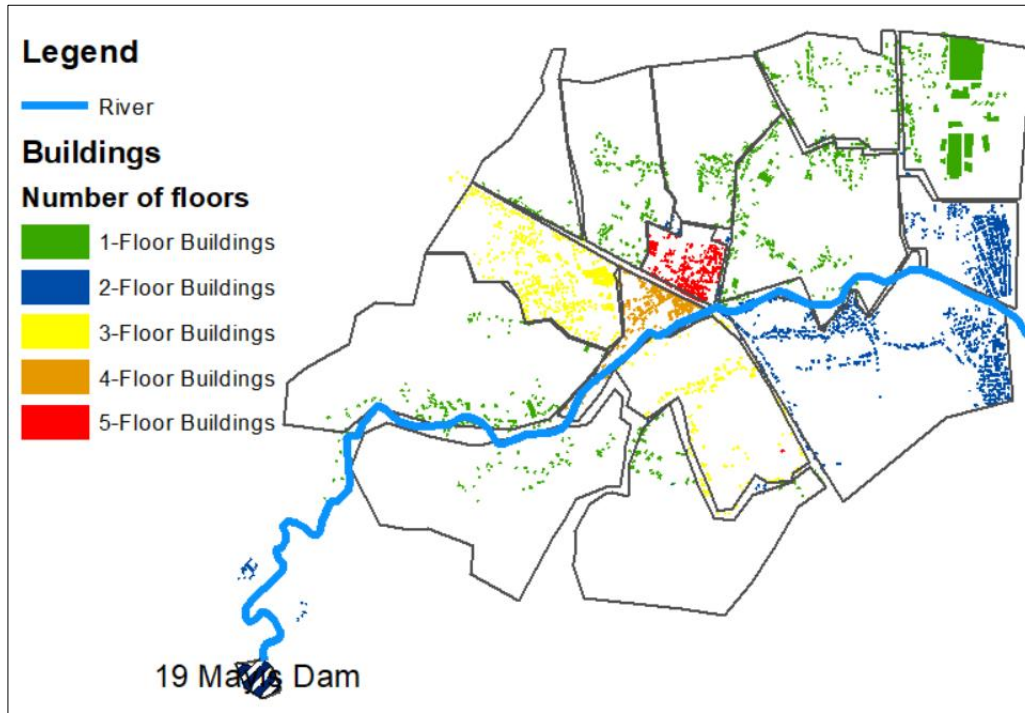 Legend
River
Buildings
Number of floors
1-Floor Buildings
2-Floor Buildings
3-Floor Buildings
4-Floor Buildings
5-Floor Buildings
19 Mayis Dam